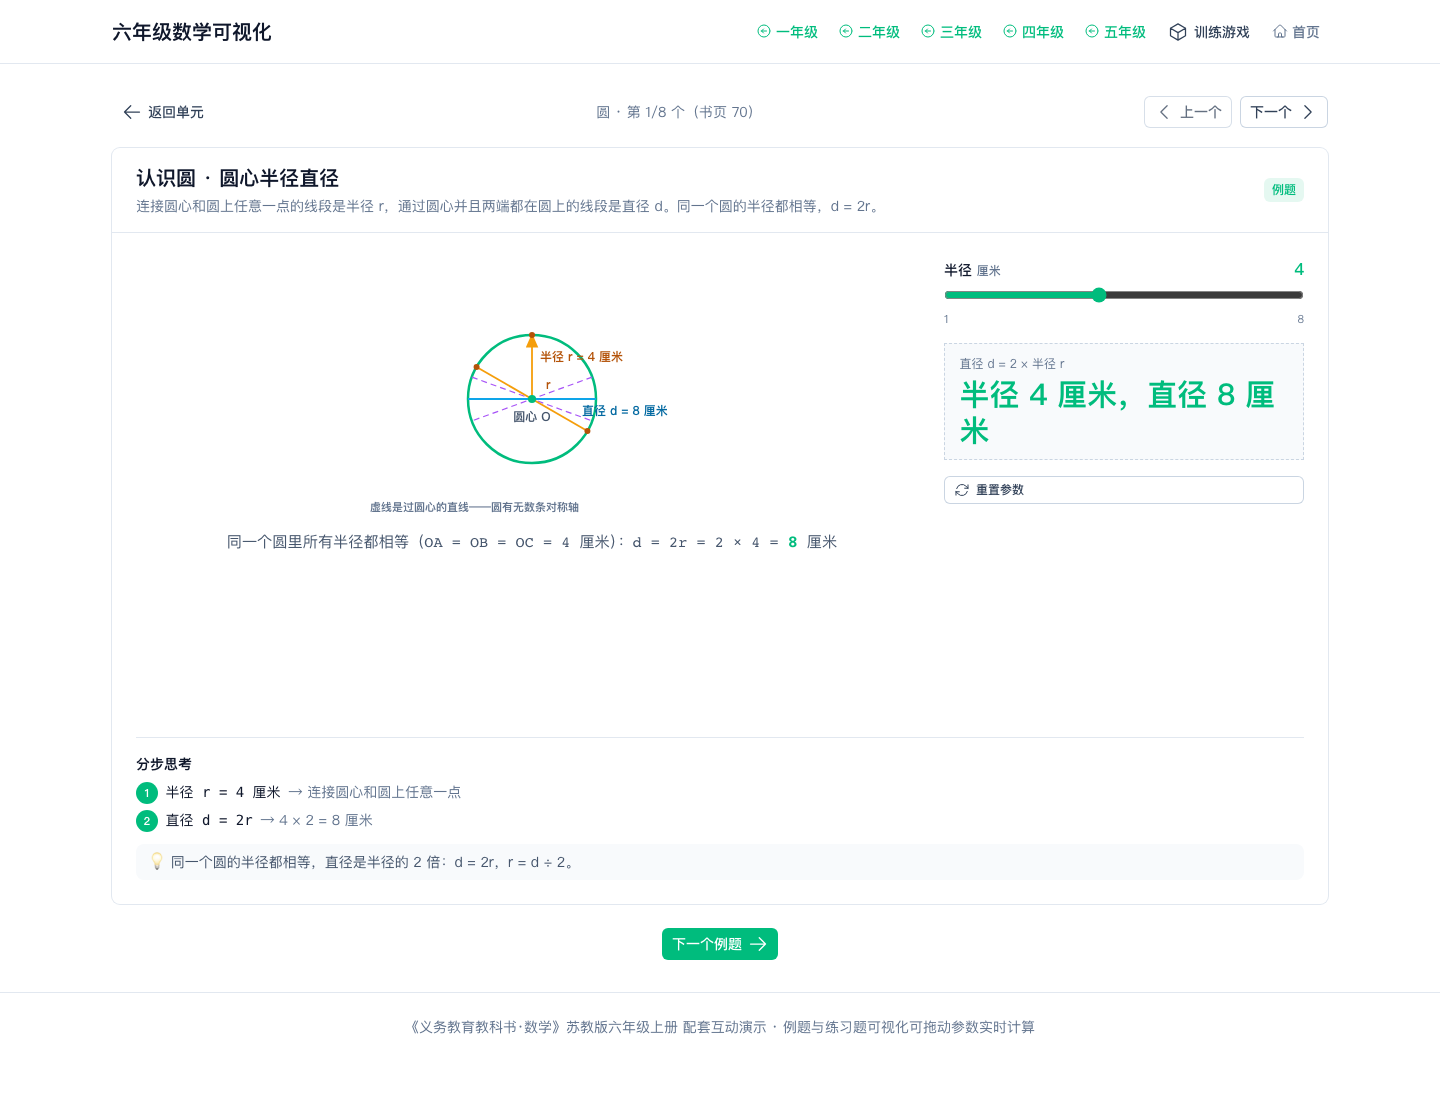 六年级数学可视化
一年级 二年级 三年级 四年级 五年级 训练游戏 首页
返回单元
圆 · 第 1/8 个（书页 70）
上一个 下一个
认识圆 · 圆心半径直径
例题
连接圆心和圆上任意一点的线段是半径 r，通过圆心并且两端都在圆上的线段是直径 d。同一个圆的半径都相等，d = 2r。
半径 厘米 4
1 8
半径 r = 4 厘米
r
直径 d = 8 厘米
圆心 O
虚线是过圆心的直线——圆有无数条对称轴
同一个圆里所有半径都相等（OA = OB = OC = 4 厘米）：d = 2r = 2 × 4 = 8 厘米
直径 d = 2 × 半径 r
半径 4 厘米，直径 8 厘
米
重置参数
分步思考
1 半径 r = 4 厘米 → 连接圆心和圆上任意一点
2 直径 d = 2r → 4 × 2 = 8 厘米
同一个圆的半径都相等，直径是半径的 2 倍：d = 2r，r = d ÷ 2。
下一个例题
《义务教育教科书·数学》苏教版六年级上册 配套互动演示 · 例题与练习题可视化可拖动参数实时计算